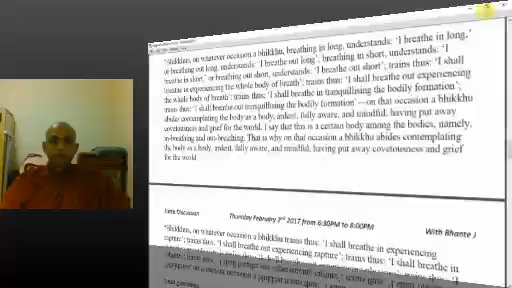 "Bhikkhus, on whatever occasion a bhikkhu, breathing in long, understands: 'I breathe in long,'
or breathing out long, understands: 'I breathe out long'; breathing in short, understands: 'I
breathe in short,' or breathing out short, understands: 'I breathe out short'; trains thus: 'I shall
breathe in experiencing the whole body of breath'; trains thus: 'I shall breathe out experiencing
the whole body of breath'; trains thus: 'I shall breathe in tranquillising the bodily formation';
trains thus: 'I shall breathe out tranquillising the bodily formation'—on that occasion a bhikkhu
abides contemplating the body as a body, ardent, fully aware, and mindful, having put away
covetousness and grief for the world. I say that this is a certain body among the bodies, namely,
in-breathing and out-breathing. That is why on that occasion a bhikkhu abides contemplating
the body as a body, ardent, fully aware, and mindful, having put away covetousness and grief
for the world
Discussion Thursday February 2nd 2017 from 6:30PM to 8:00PM With Bhante J
"Bhikkhus, on whatever occasion a bhikkhu trains thus: 'I shall breathe in experiencing
rapture'; trains thus: 'I shall breathe out experiencing rapture'; trains thus: 'I shall breathe in